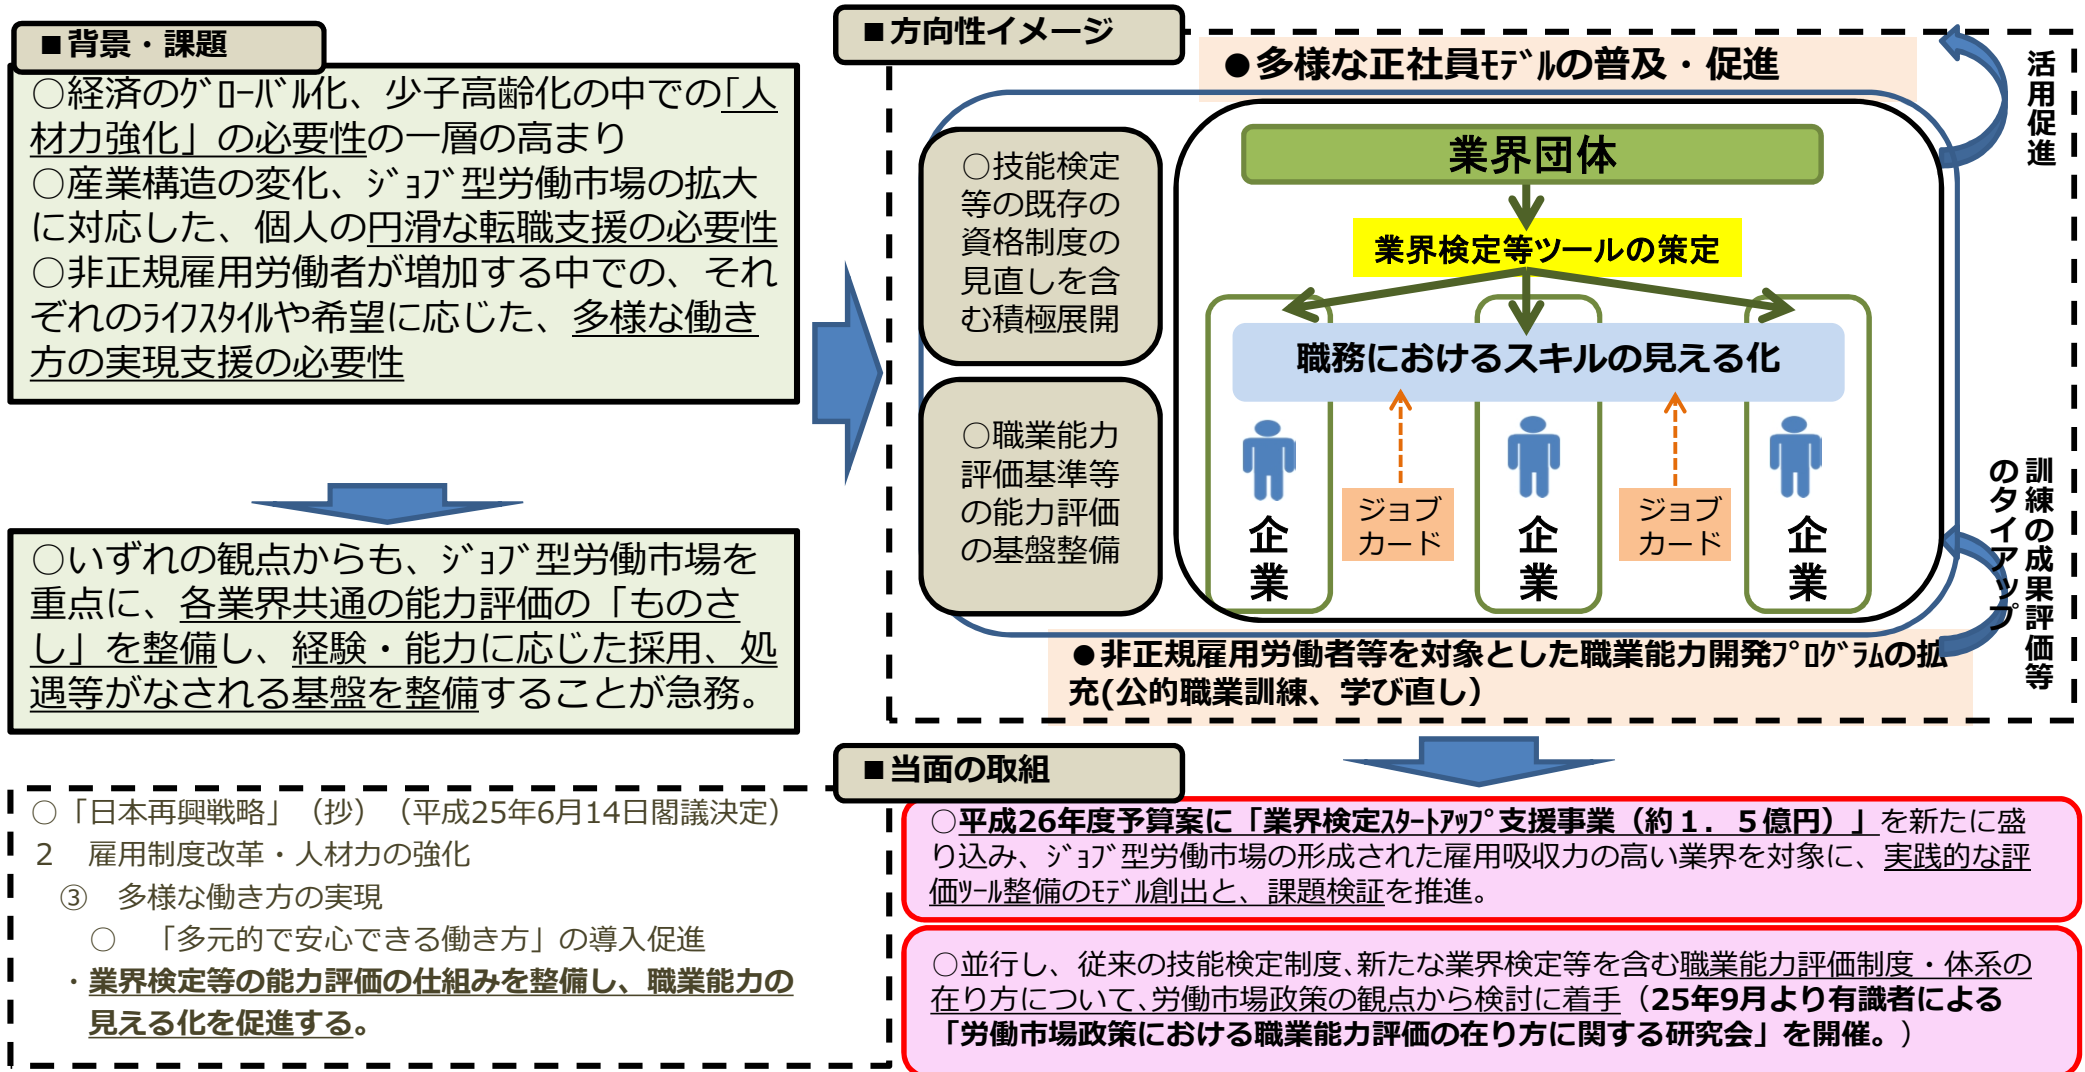 ■背景・課題
○経済のｸﾞﾛｰﾊﾞﾙ化、少子高齢化の中での「人
材力強化」の必要性の一層の高まり
○産業構造の変化、ｼﾞｮﾌﾞ型労働市場の拡大
に対応した、個人の円滑な転職支援の必要性
○非正規雇用労働者が増加する中での、それ
ぞれのﾗｲﾌｽﾀｲﾙや希望に応じた、多様な働き
方の実現支援の必要性
○いずれの観点からも、ｼﾞｮﾌﾞ型労働市場を
重点に、各業界共通の能力評価の「ものさ
し」を整備し、経験・能力に応じた採用、処
遇等がなされる基盤を整備することが急務。
○「日本再興戦略」（抄）（平成25年6月14日閣議決定）
2　雇用制度改革・人材力の強化
③　多様な働き方の実現
○　「多元的で安心できる働き方」の導入促進
・業界検定等の能力評価の仕組みを整備し、職業能力の
見える化を促進する。
■方向性イメージ
●多様な正社員ﾓﾃﾞﾙの普及・促進
活用促進
○技能検定
等の既存の
資格制度の
見直しを含
む積極展開
○職業能力
評価基準等
の能力評価
の基盤整備
業界団体
業界検定等ツールの策定
職務におけるスキルの見える化
企業
ジョブ
カード
企業
ジョブ
カード
企業
訓練の成果評価等
のタイアップ
●非正規雇用労働者等を対象とした職業能力開発ﾌﾟﾛｸﾞﾗﾑの拡
充(公的職業訓練、学び直し）
■当面の取組
○平成26年度予算案に「業界検定ｽﾀｰﾄｱｯﾌﾟ支援事業（約１．５億円）」を新たに盛
り込み、ｼﾞｮﾌﾞ型労働市場の形成された雇用吸収力の高い業界を対象に、実践的な評
価ﾂｰﾙ整備のﾓﾃﾞﾙ創出と、課題検証を推進。
○並行し、従来の技能検定制度､新たな業界検定等を含む職業能力評価制度・体系の
在り方について､労働市場政策の観点から検討に着手（25年9月より有識者による
「労働市場政策における職業能力評価の在り方に関する研究会」を開催。）